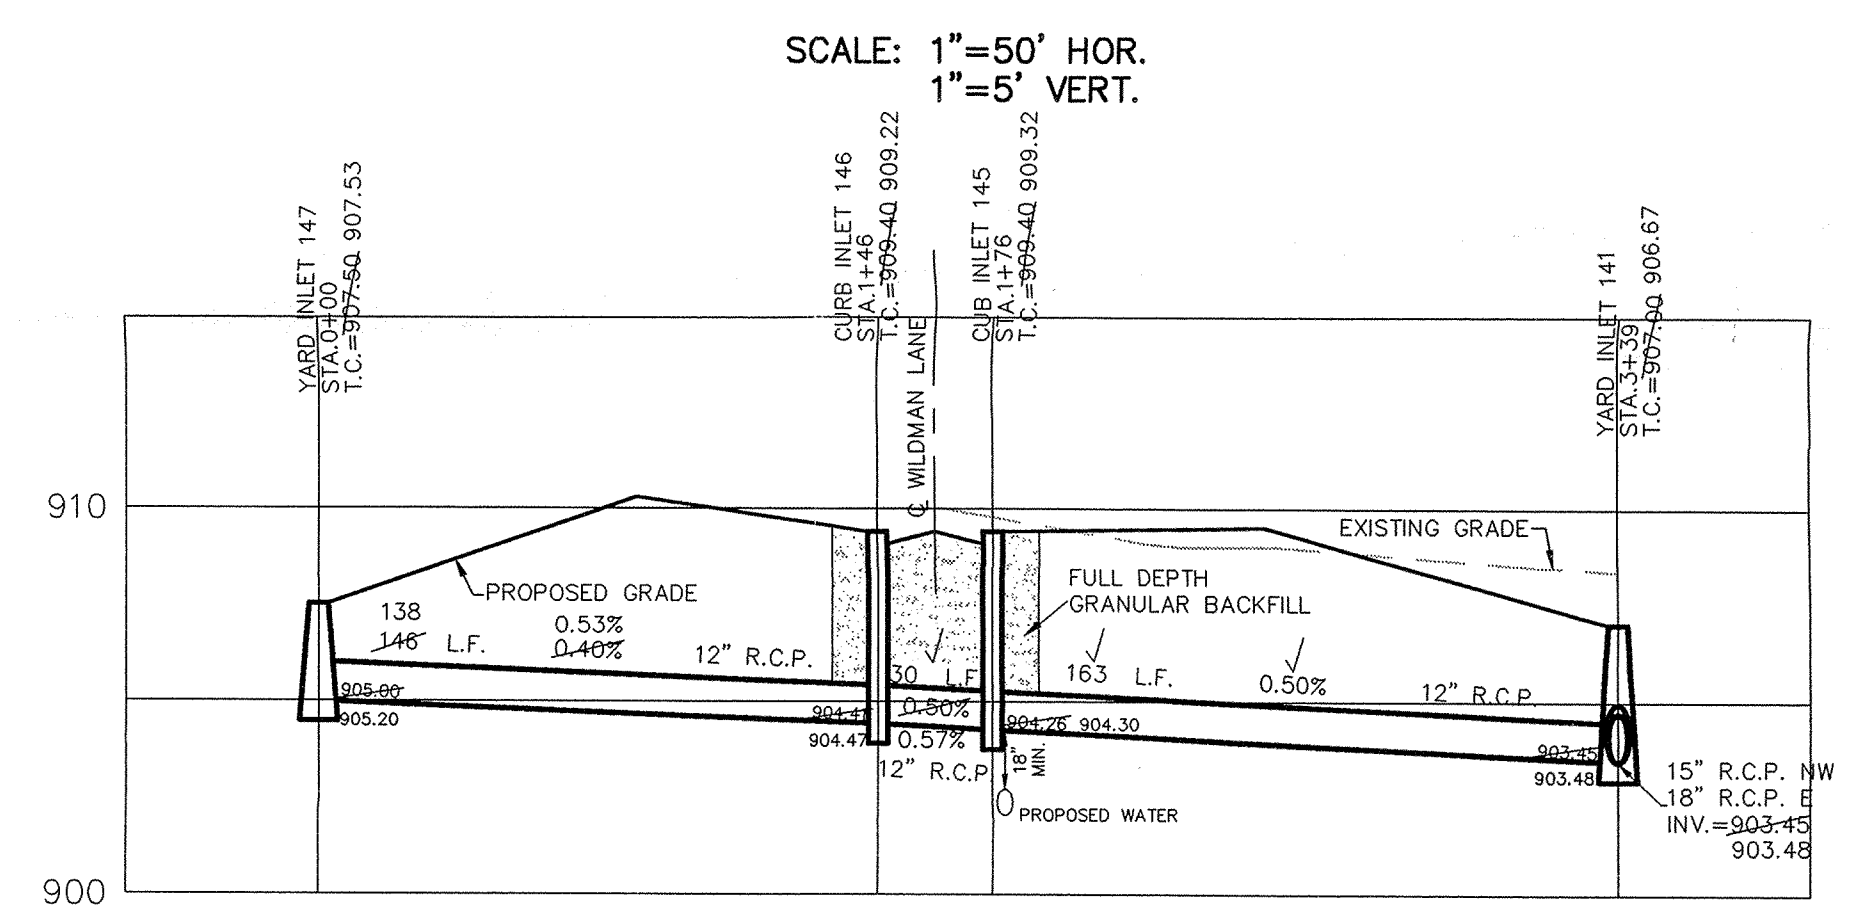 SCALE: 1"=50' HOR.
1"=5' VERT.
YARD INLET 147
STA.0+00
T.C.=907.50 907.53
CURB INLET 146
STA.1+46
T.C.=909.40 909.22
℄ WILDMAN LANE
CUB INLET 145
STA.1+76
T.C.=909.40 909.32
YARD INLET 141
STA.3+39
T.C.=907.00 906.67
910
EXISTING GRADE
PROPOSED GRADE
FULL DEPTH
GRANULAR BACKFILL
138
146 L.F.
0.53%
0.40%
12" R.C.P.
30 L.F.
0.50%
0.57%
12" R.C.P.
163 L.F.
0.50%
12" R.C.P.
905.00
905.20
904.41
904.47
904.26 904.30
18"
MIN.
PROPOSED WATER
903.45
903.48
15" R.C.P. NW
18" R.C.P. E
INV.=903.45
903.48
900